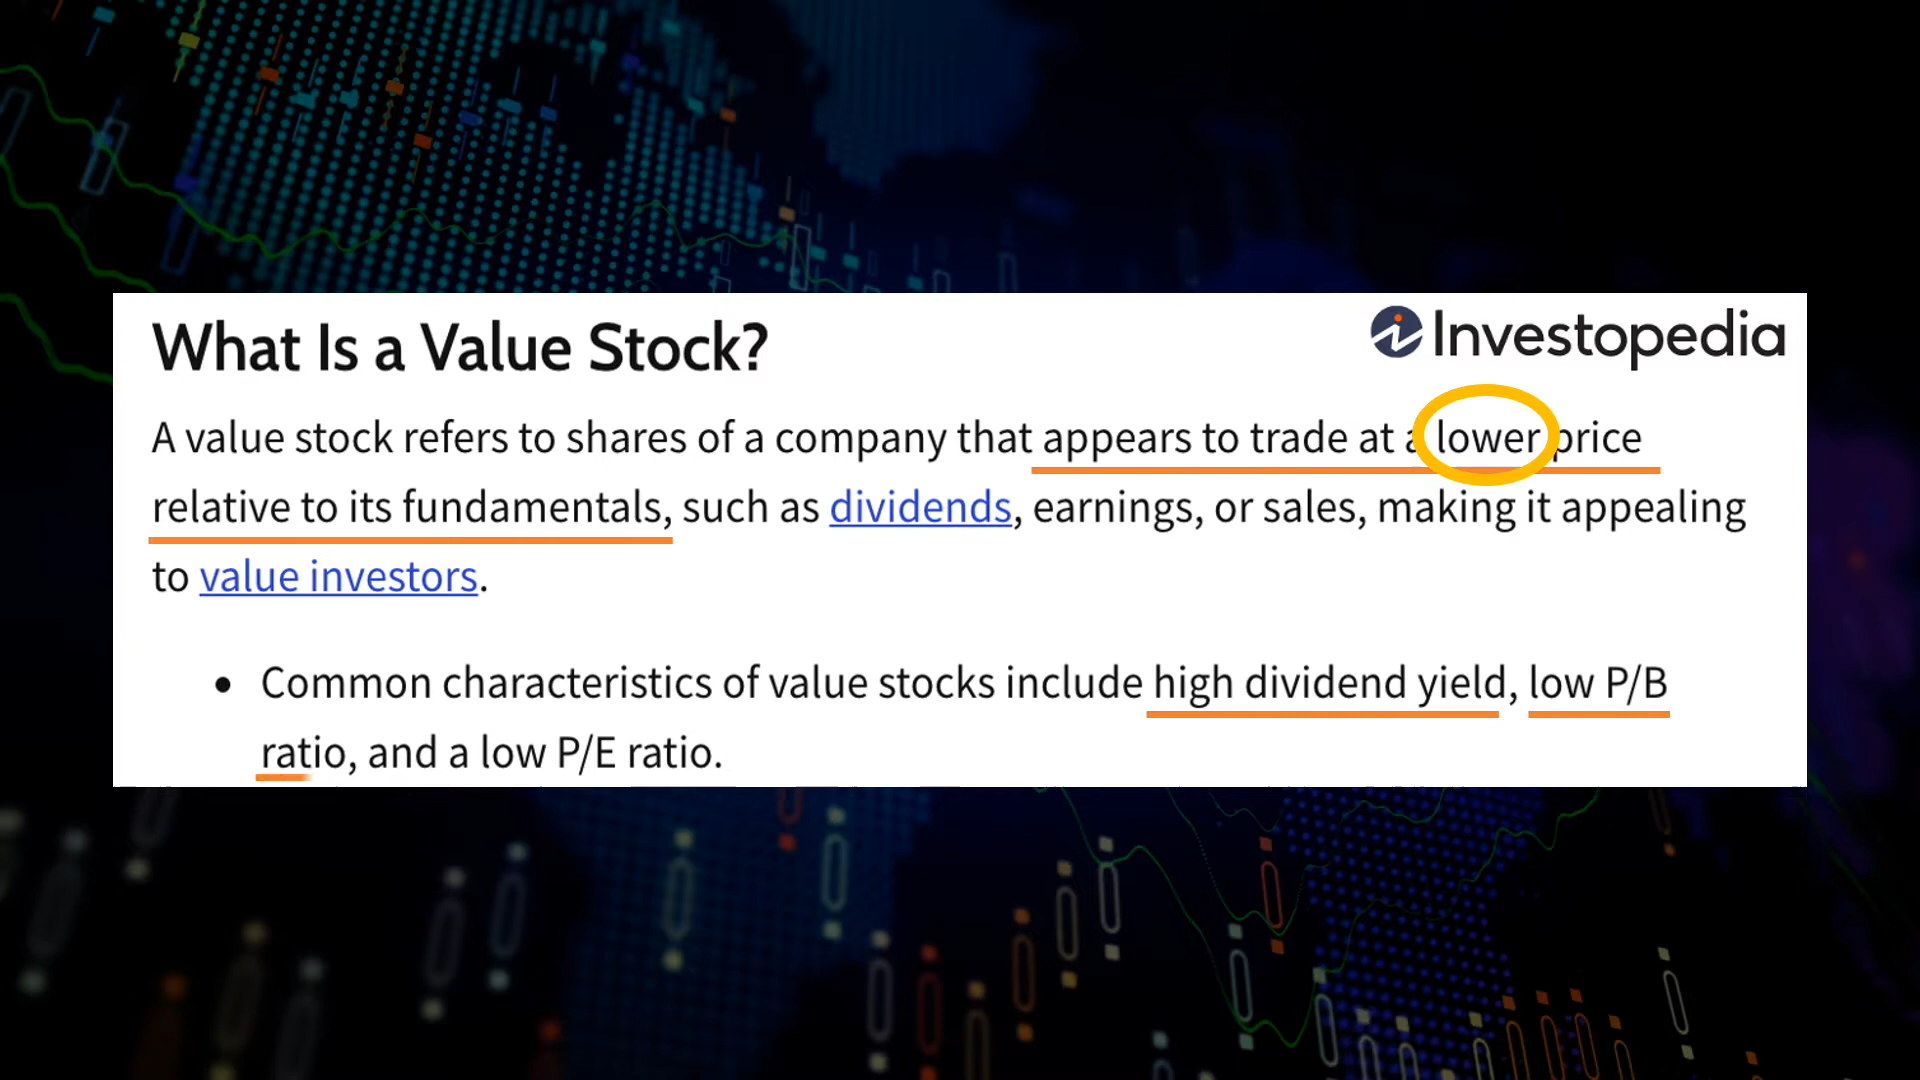 What Is a Value Stock?
Investopedia
A value stock refers to shares of a company that appears to trade at a lower price
relative to its fundamentals, such as dividends, earnings, or sales, making it appealing
to value investors.
• Common characteristics of value stocks include high dividend yield, low P/B
ratio, and a low P/E ratio.